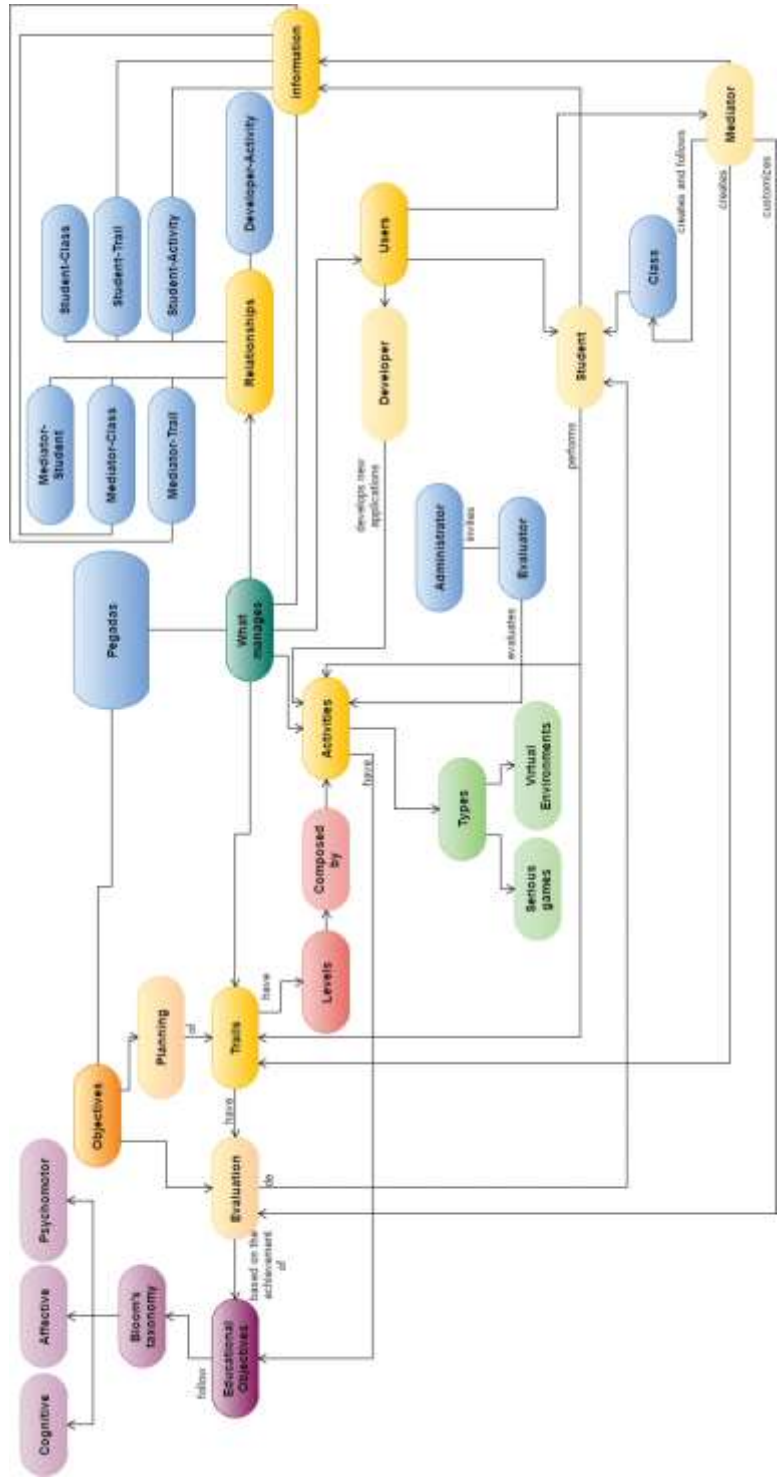 Cognitive
Affective
Psychomotor
Bloom's
taxonomy
follow
Educational
Objectives
based on the
achievement
of
Evaluation
de
Objectives
Planning
of
Trails
have
have
Levels
Composed
by
Activities
have
Types
Serious
games
Virtual
Environments
Pegadas
What
manages
Mediator-
Student
Mediator-Class
Mediator-Trail
Relationships
Student-Class
Student-Trail
Student-Activity
Developer-Activity
Information
Users
Developer
develops new
applications
Administrator
invites
Evaluator
evaluates
Student
performs
Class
creates and follows
Mediator
creates
customizes